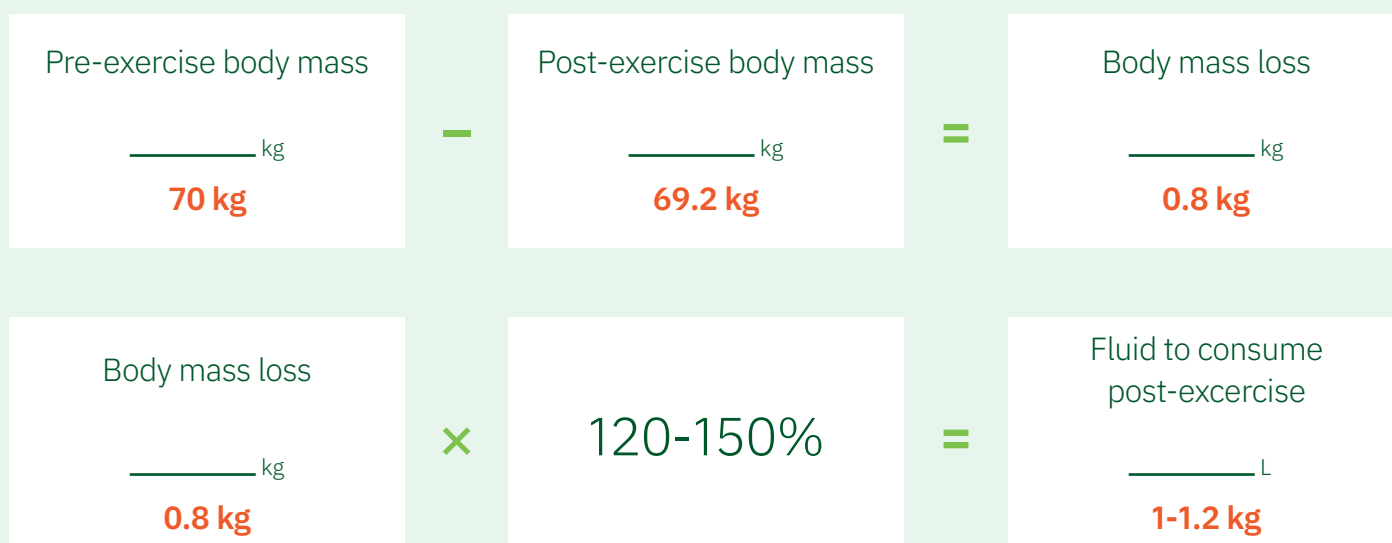 Pre-exercise body mass
Post-exercise body mass
Body mass loss
kg
kg
kg
70 kg
–
69.2 kg
=
0.8 kg
Body mass loss
kg
0.8 kg
×
120-150%
=
Fluid to consume
post-excercise
L
1-1.2 kg